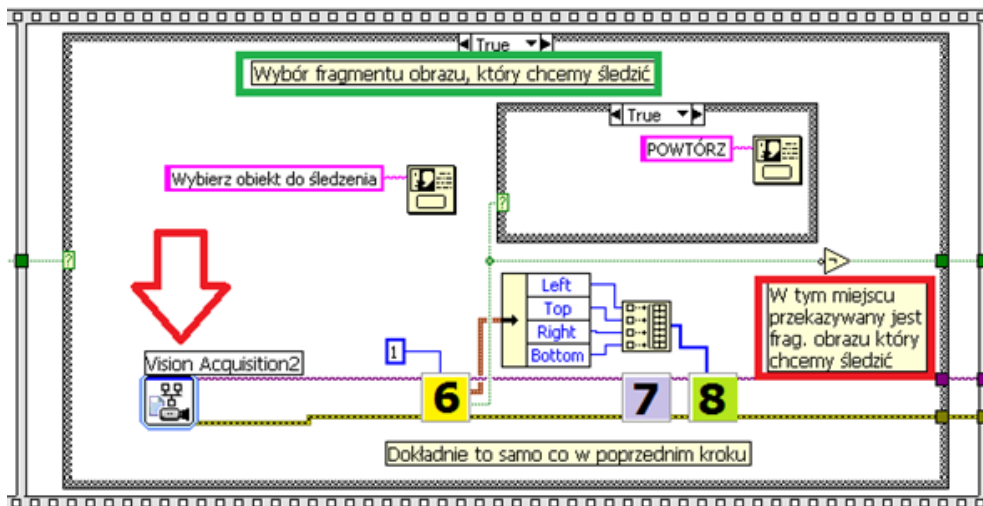 True
Wybór fragmentu obrazu, który chcemy śledzić
True
POWTÓRZ
Wybierz obiekt do śledzenia
?
?
Left
Top
Right
Bottom
W tym miejscu
przekazywany jest
frag. obrazu który
chcemy śledzić
Vision Acquisition2
1
6
7
8
Dokładnie to samo co w poprzednim kroku